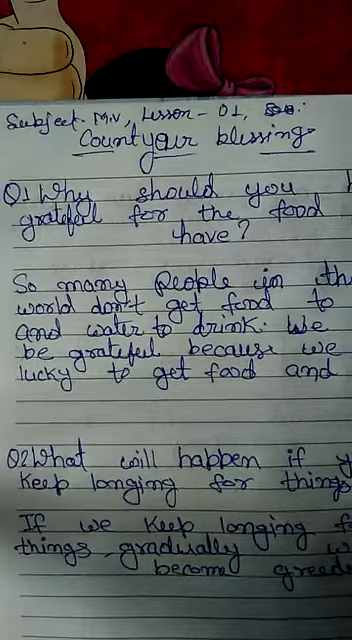 Subject- M.V., Lesson - 01,
Count your blessings
Q1 Why should you
grateful for the food
have?
So many people in the
world don't get food to
and water to drink. We
be grateful because we
lucky to get food and
Q2 What will happen if y
keep longing for things
If we keep longing f
things, gradually w
become greed